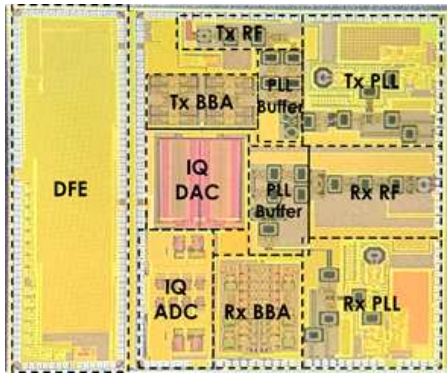 Tx RF
Tx BBA
PLL
Buffer
Tx PLL
DFE
IQ
DAC
PLL
Buffer
Rx RF
IQ
ADC
Rx BBA
Rx PLL